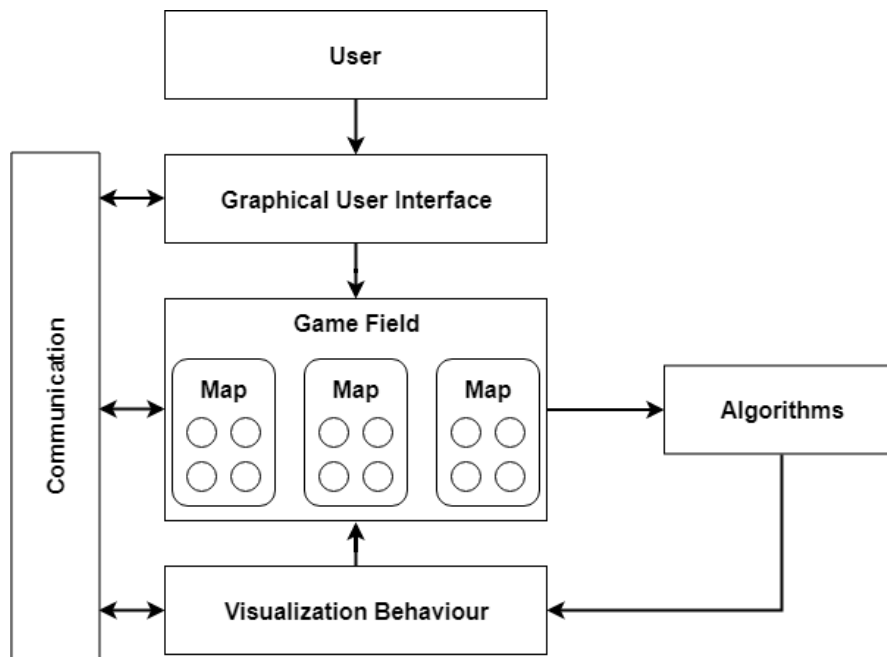 User
Graphical User Interface
Game Field
Map
Map
Map
Communication
Algorithms
Visualization Behaviour